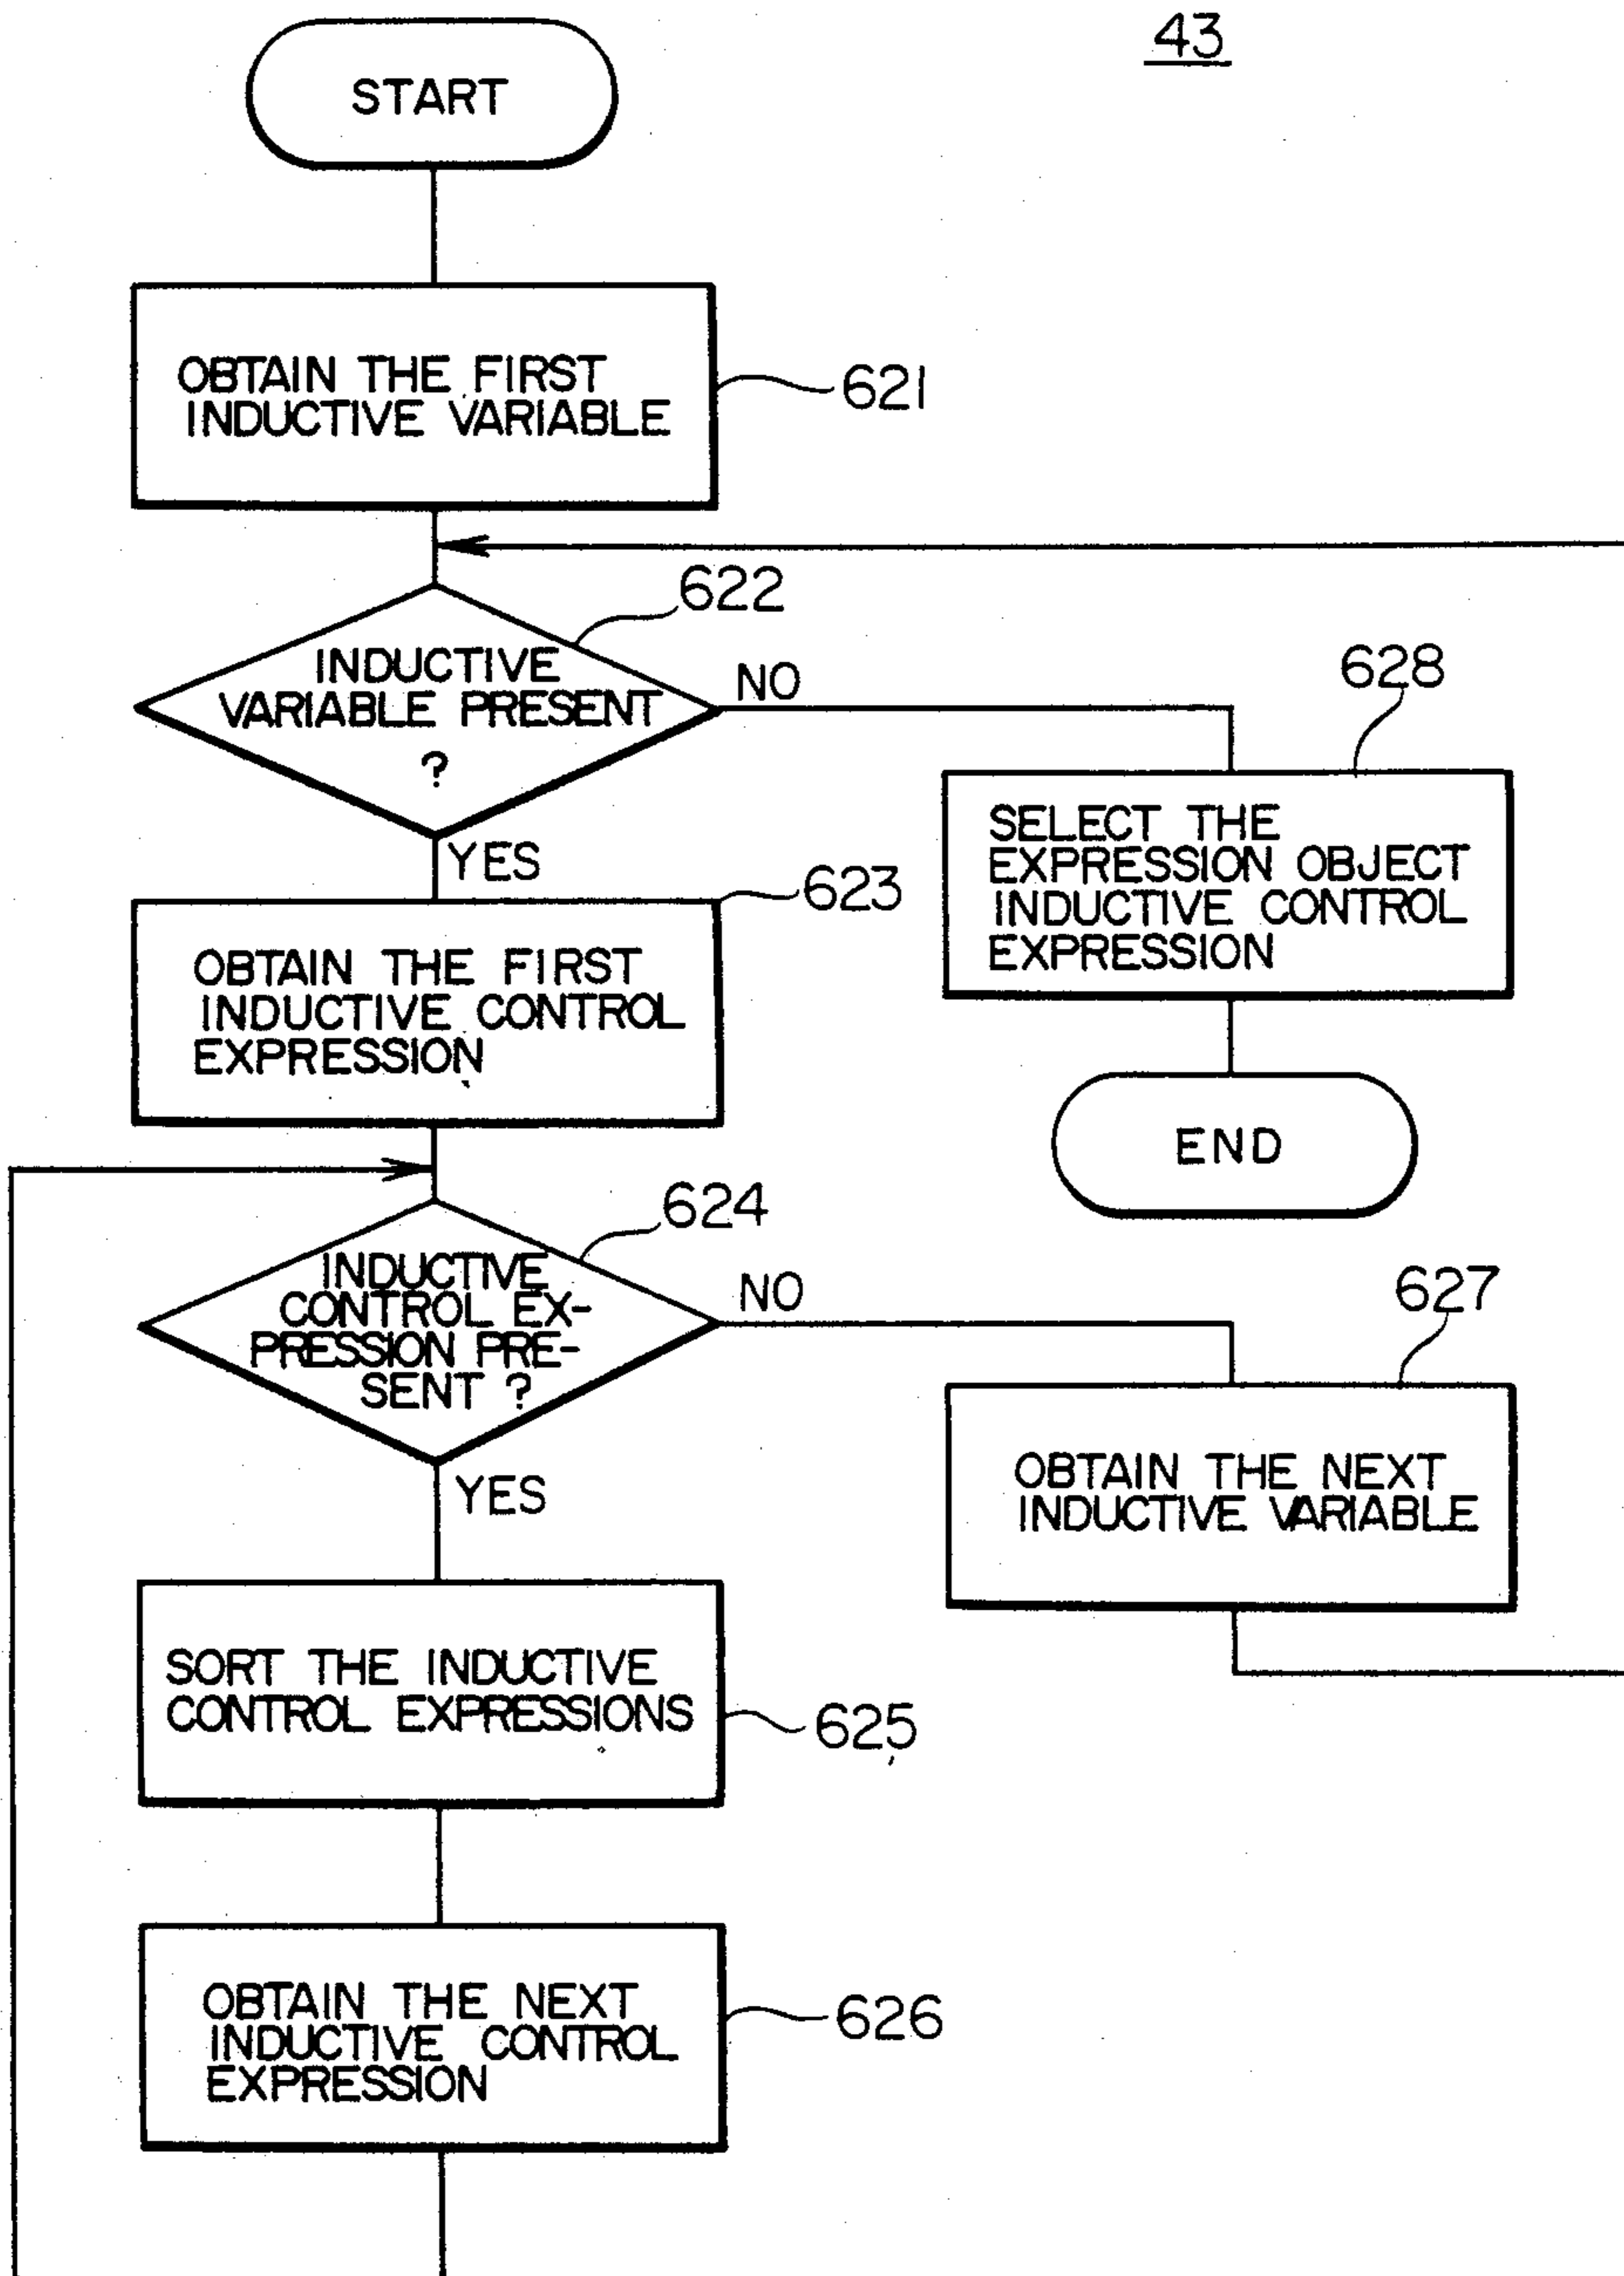 43
START
OBTAIN THE FIRST
INDUCTIVE VARIABLE
621
622
INDUCTIVE
VARIABLE PRESENT
?
NO
YES
628
SELECT THE
EXPRESSION OBJECT
INDUCTIVE CONTROL
EXPRESSION
END
623
OBTAIN THE FIRST
INDUCTIVE CONTROL
EXPRESSION
624
INDUCTIVE
CONTROL EX-
PRESSION PRE-
SENT ?
NO
YES
627
OBTAIN THE NEXT
INDUCTIVE VARIABLE
SORT THE INDUCTIVE
CONTROL EXPRESSIONS
625
OBTAIN THE NEXT
INDUCTIVE CONTROL
EXPRESSION
626